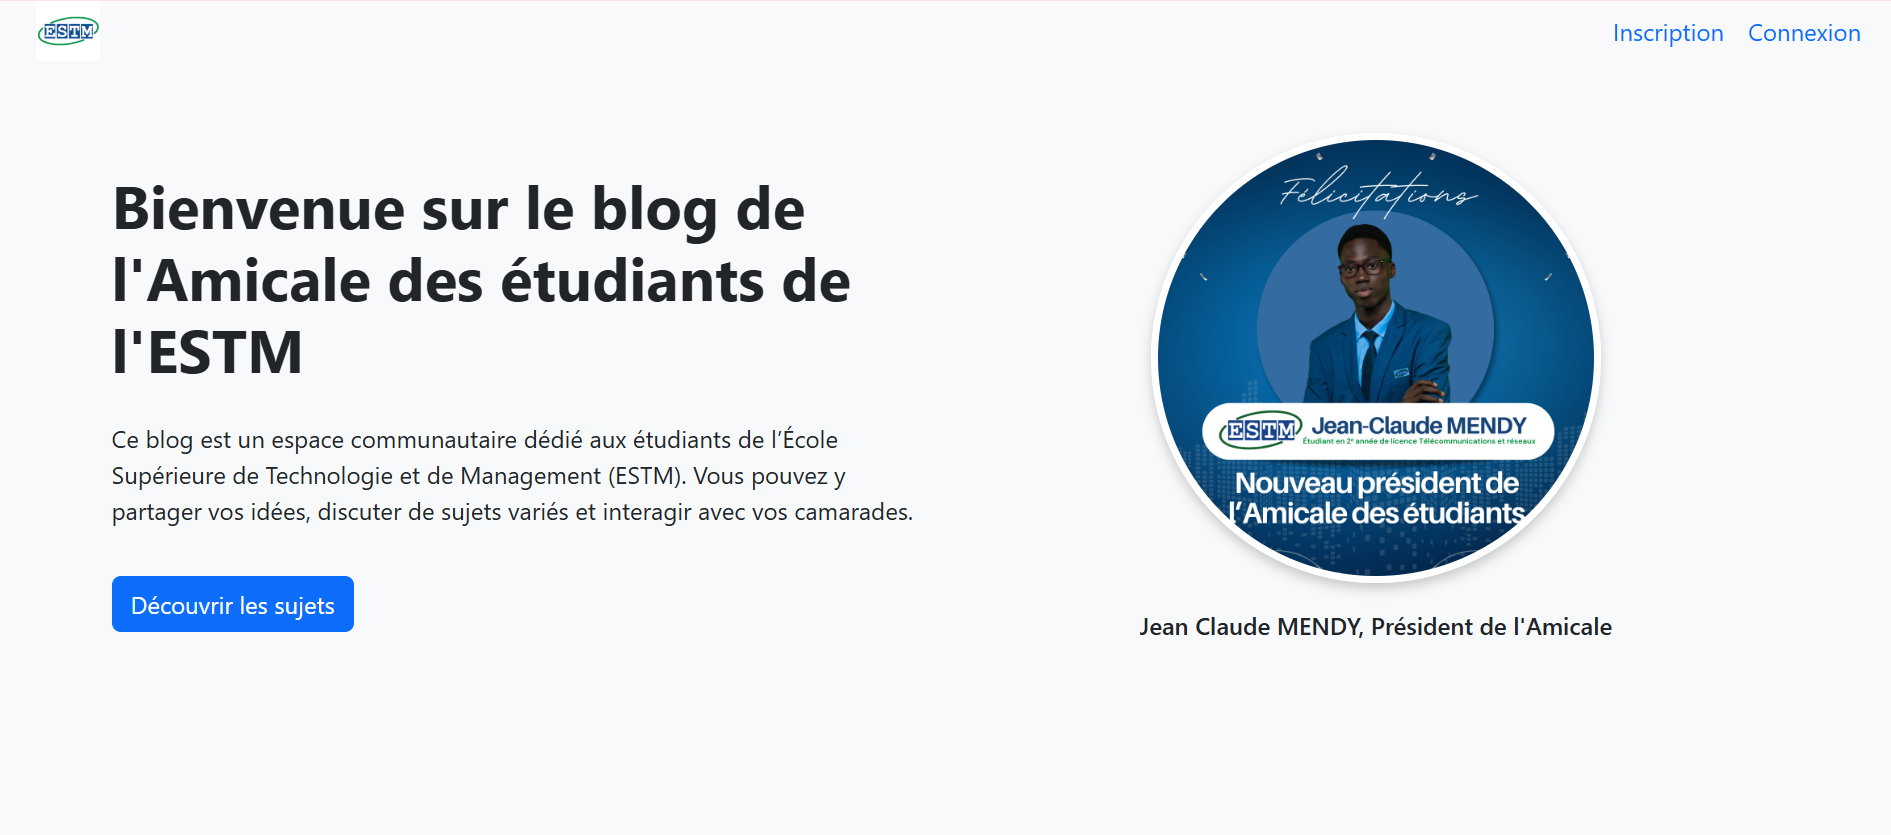 ESTM
Inscription
Connexion
Bienvenue sur le blog de
l'Amicale des étudiants de
l'ESTM
Ce blog est un espace communautaire dédié aux étudiants de l’École
Supérieure de Technologie et de Management (ESTM). Vous pouvez y
partager vos idées, discuter de sujets variés et interagir avec vos camarades.
Découvrir les sujets
Félicitations
ESTM
Jean-Claude MENDY
Étudiant en 2e année de licence Télécommunications et réseaux
Nouveau président de
l’Amicale des étudiants
Jean Claude MENDY, Président de l'Amicale